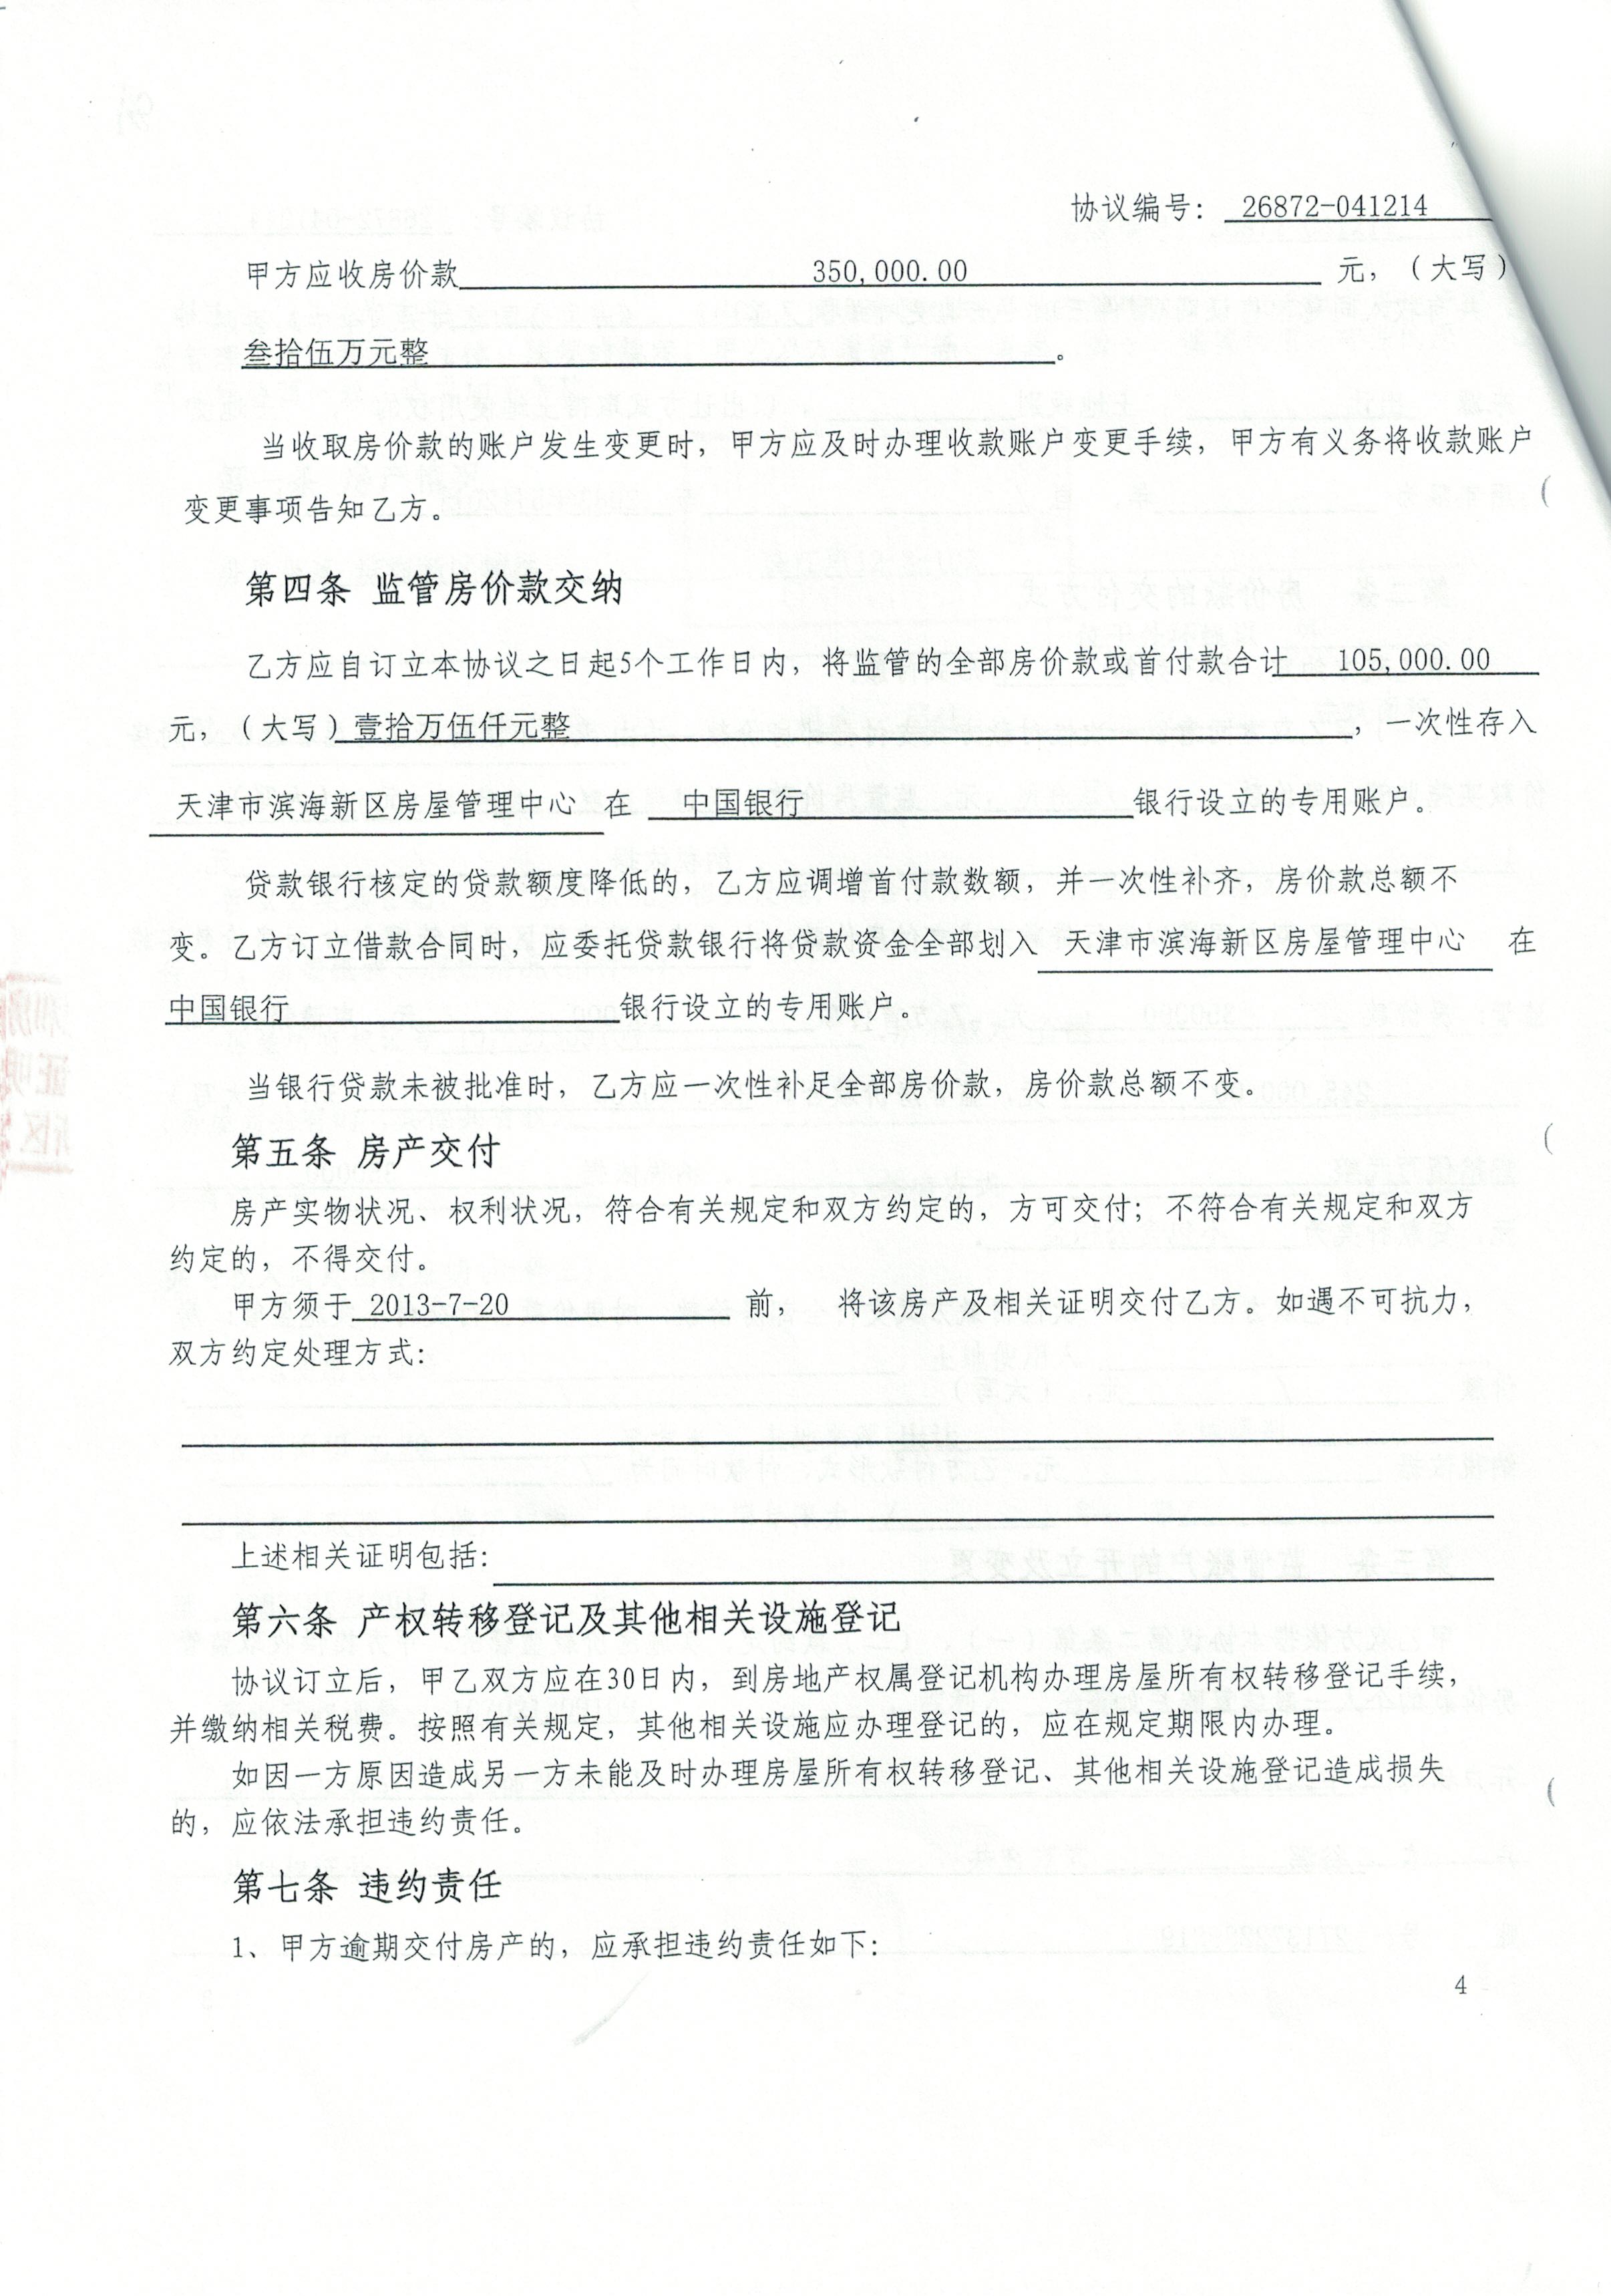 协议编号: 26872-041214
甲方应收房价款 350,000.00 元,（大写）
叁拾伍万元整。
当收取房价款的账户发生变更时，甲方应及时办理收款账户变更手续，甲方有义务将收款账户
变更事项告知乙方。
第四条 监管房价款交纳
乙方应自订立本协议之日起5个工作日内，将监管的全部房价款或首付款合计 105,000.00
元，（大写）壹拾万伍仟元整，一次性存入
天津市滨海新区房屋管理中心 在 中国银行 银行设立的专用账户。
贷款银行核定的贷款额度降低的，乙方应调增首付款数额，并一次性补齐，房价款总额不
变。乙方订立借款合同时，应委托贷款银行将贷款资金全部划入 天津市滨海新区房屋管理中心 在
中国银行 银行设立的专用账户。
当银行贷款未被批准时，乙方应一次性补足全部房价款，房价款总额不变。
第五条 房产交付
房产实物状况、权利状况，符合有关规定和双方约定的，方可交付；不符合有关规定和双方
约定的，不得交付。
甲方须于 2013-7-20 前， 将该房产及相关证明交付乙方。如遇不可抗力，
双方约定处理方式：
上述相关证明包括：
第六条 产权转移登记及其他相关设施登记
协议订立后，甲乙双方应在30日内，到房地产权属登记机构办理房屋所有权转移登记手续，
并缴纳相关税费。按照有关规定，其他相关设施应办理登记的，应在规定期限内办理。
如因一方原因造成另一方未能及时办理房屋所有权转移登记、其他相关设施登记造成损失
的，应依法承担违约责任。
第七条 违约责任
1、甲方逾期交付房产的，应承担违约责任如下：
4